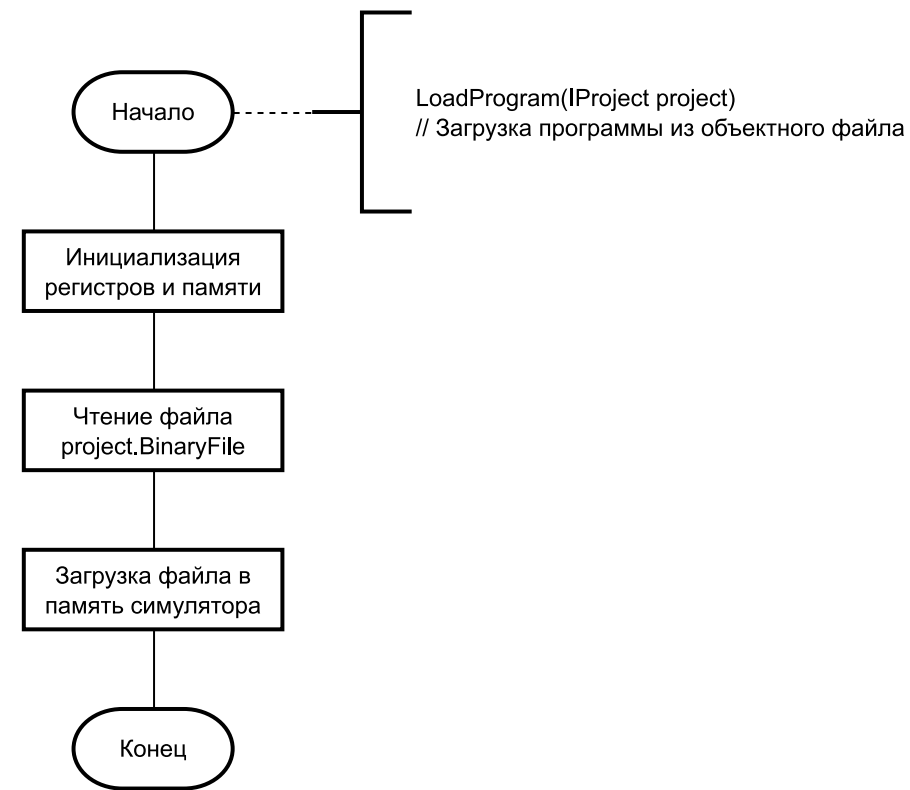 Начало
LoadProgram(IProject project)
// Загрузка программы из объектного файла
Инициализация
регистров и памяти
Чтение файла
project.BinaryFile
Загрузка файла в
память симулятора
Конец